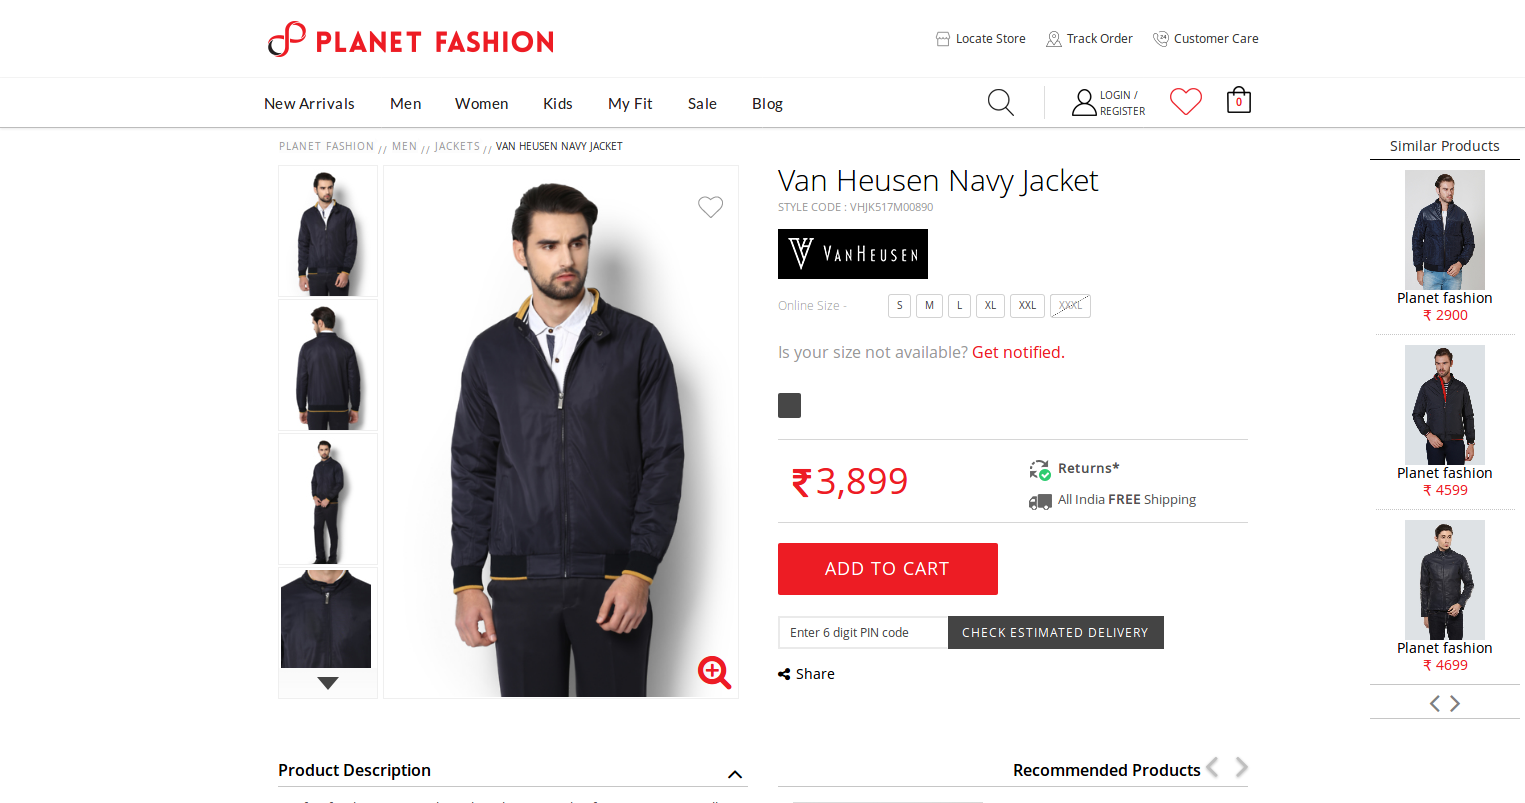 PLANET FASHION
Locate Store
Track Order
Customer Care
New Arrivals
Men
Women
Kids
My Fit
Sale
Blog
LOGIN /
REGISTER
0
PLANET FASHION // MEN // JACKETS // VAN HEUSEN NAVY JACKET
Van Heusen Navy Jacket
STYLE CODE : VHJK517M00890
VANHEUSEN
Online Size -
S
M
L
XL
XXL
XXXL
Is your size not available? Get notified.
₹3,899
Returns*
All India FREE Shipping
ADD TO CART
Enter 6 digit PIN code
CHECK ESTIMATED DELIVERY
Share
Similar Products
Planet fashion
₹ 2900
Planet fashion
₹ 4599
Planet fashion
₹ 4699
Product Description
Recommended Products